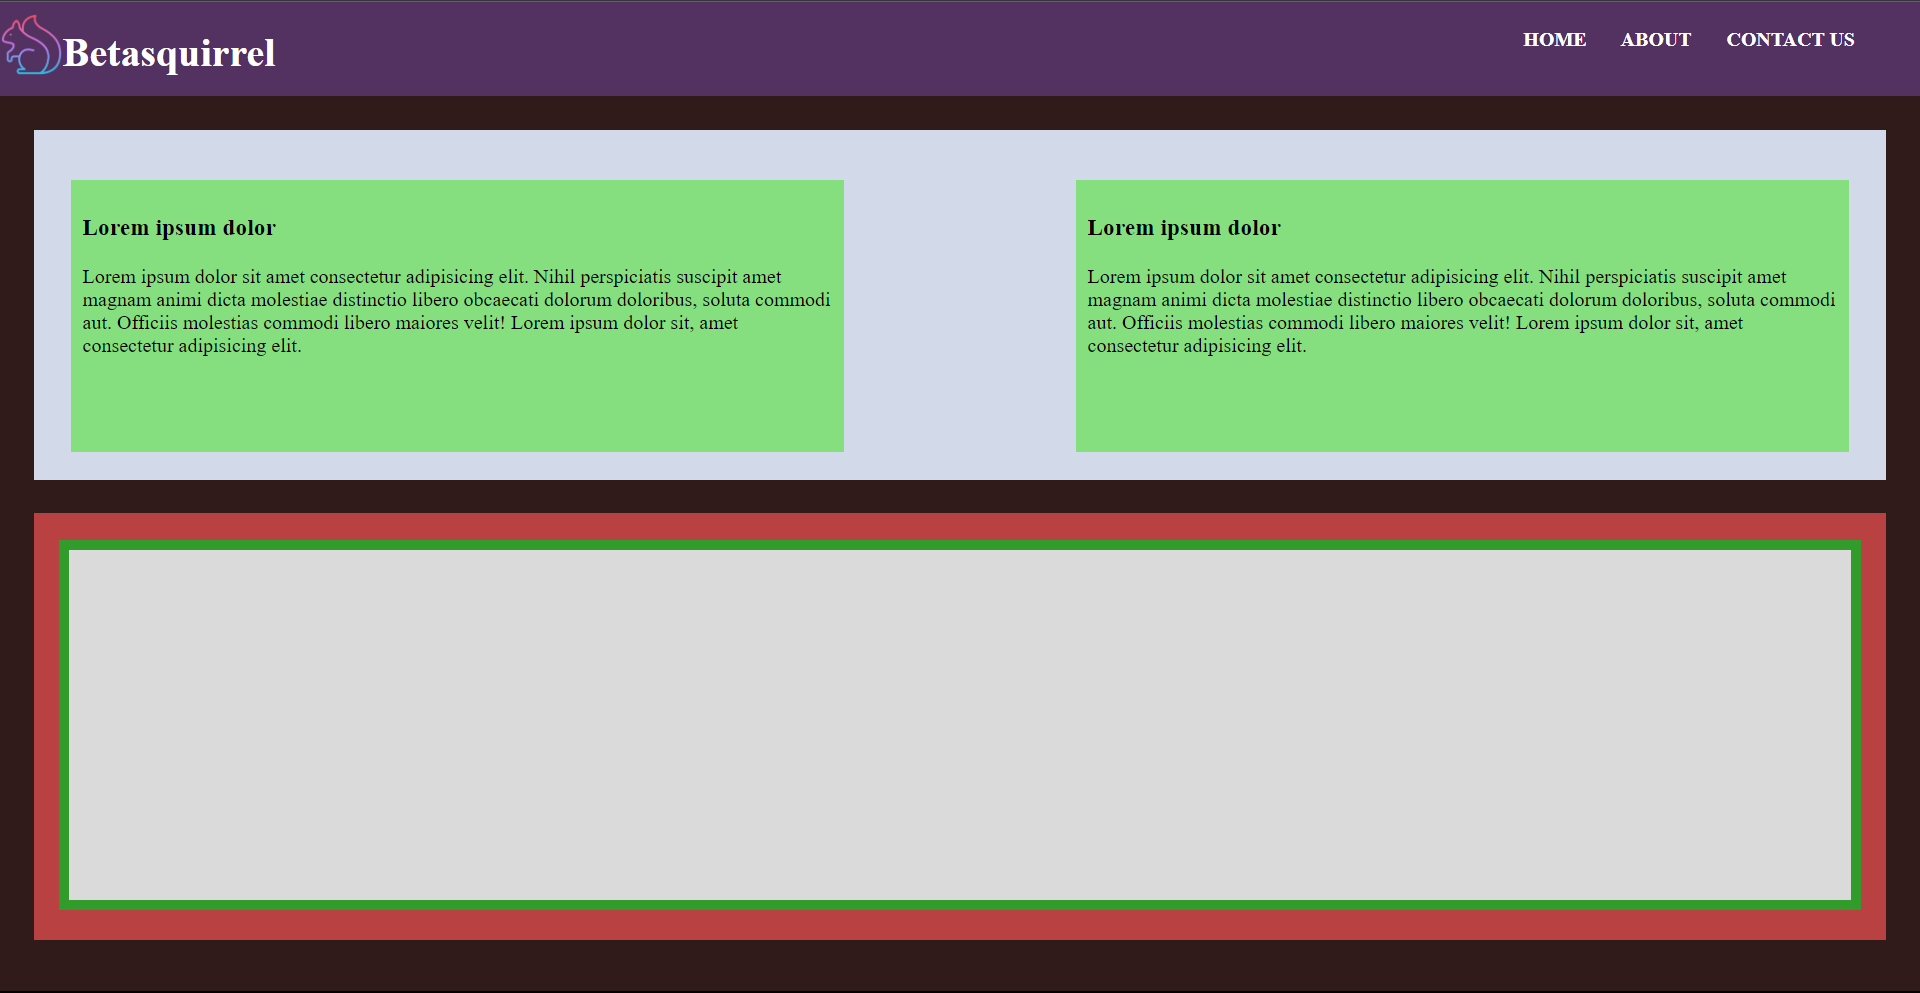 Betasquirrel
HOME ABOUT CONTACT US
Lorem ipsum dolor
Lorem ipsum dolor sit amet consectetur adipisicing elit. Nihil perspiciatis suscipit amet
magnam animi dicta molestiae distinctio libero obcaecati dolorum doloribus, soluta commodi
aut. Officiis molestias commodi libero maiores velit! Lorem ipsum dolor sit, amet
consectetur adipisicing elit.
Lorem ipsum dolor
Lorem ipsum dolor sit amet consectetur adipisicing elit. Nihil perspiciatis suscipit amet
magnam animi dicta molestiae distinctio libero obcaecati dolorum doloribus, soluta commodi
aut. Officiis molestias commodi libero maiores velit! Lorem ipsum dolor sit, amet
consectetur adipisicing elit.